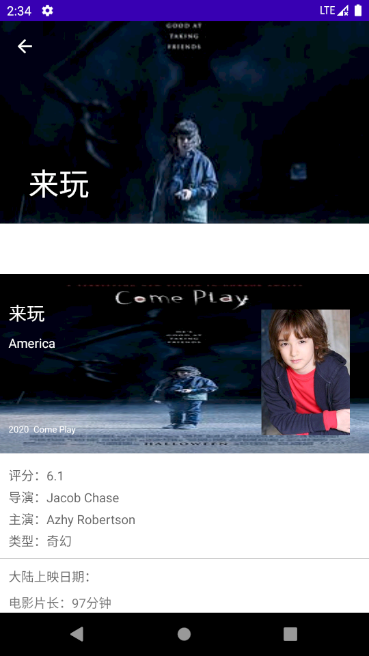 2:34
LTE
GOOD AT
TAKING
FRIENDS
来玩
Come Play
来玩
America
2020 Come Play
HALLOWEEN
评分：6.1
导演：Jacob Chase
主演：Azhy Robertson
类型：奇幻
大陆上映日期：
电影片长：97分钟